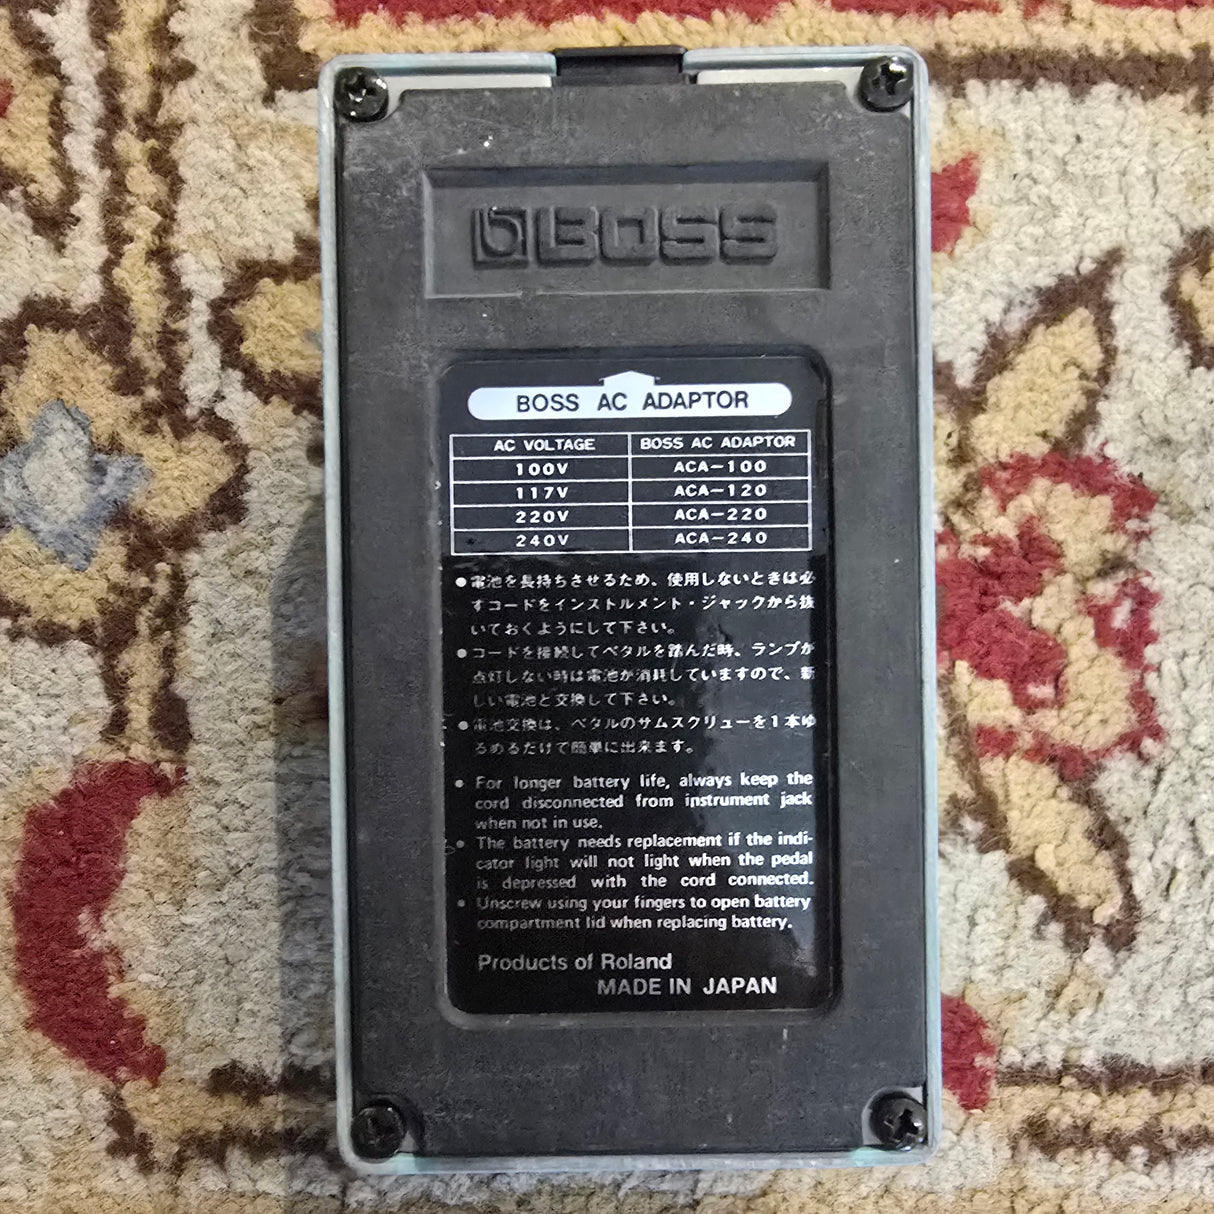 BOSS
BOSS AC ADAPTOR
AC VOLTAGE BOSS AC ADAPTOR
100V ACA-100
117V ACA-120
220V ACA-220
240V ACA-240
●電池を長持ちさせるため、使用しないときは必
すコードをインストルメント・ジャックから抜
いておくようにして下さい。
●コードを接続してペタルを踏んだ時、ランプが
点灯しない時は電池が消耗していますので、新
しい電池と交換して下さい。
●電池交換は、ペタルのサムスクリューを1本ゆ
るめるだけで簡単に出来ます。
• For longer battery life, always keep the
cord disconnected from instrument jack
when not in use.
• The battery needs replacement if the indi-
cator light will not light when the pedal
is depressed with the cord connected.
• Unscrew using your fingers to open battery
compartment lid when replacing battery.
Products of Roland
MADE IN JAPAN